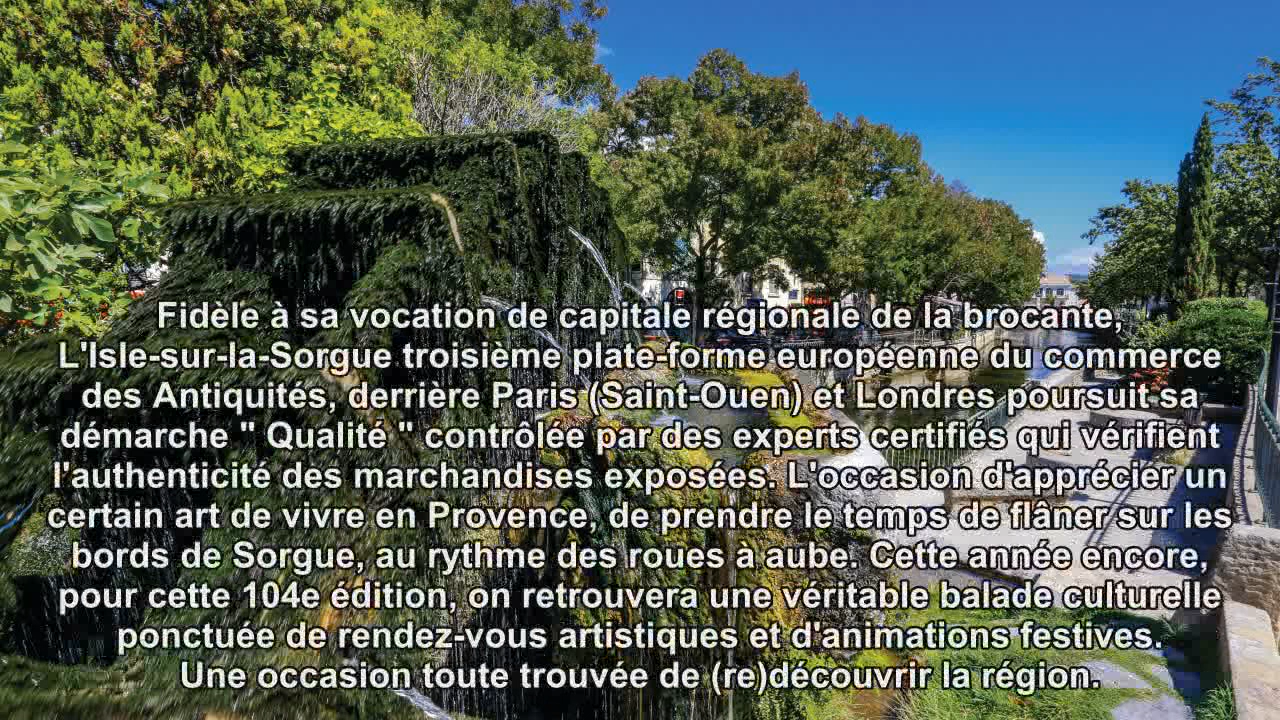 Fidèle à sa vocation de capitale régionale de la brocante,
L'Isle-sur-la-Sorgue troisième plate-forme européenne du commerce
des Antiquités, derrière Paris (Saint-Ouen) et Londres poursuit sa
démarche " Qualité " contrôlée par des experts certifiés qui vérifient
l'authenticité des marchandises exposées. L'occasion d'apprécier un
certain art de vivre en Provence, de prendre le temps de flâner sur les
bords de Sorgue, au rythme des roues à aube. Cette année encore,
pour cette 104e édition, on retrouvera une véritable balade culturelle
ponctuée de rendez-vous artistiques et d'animations festives.
Une occasion toute trouvée de (re)découvrir la région.